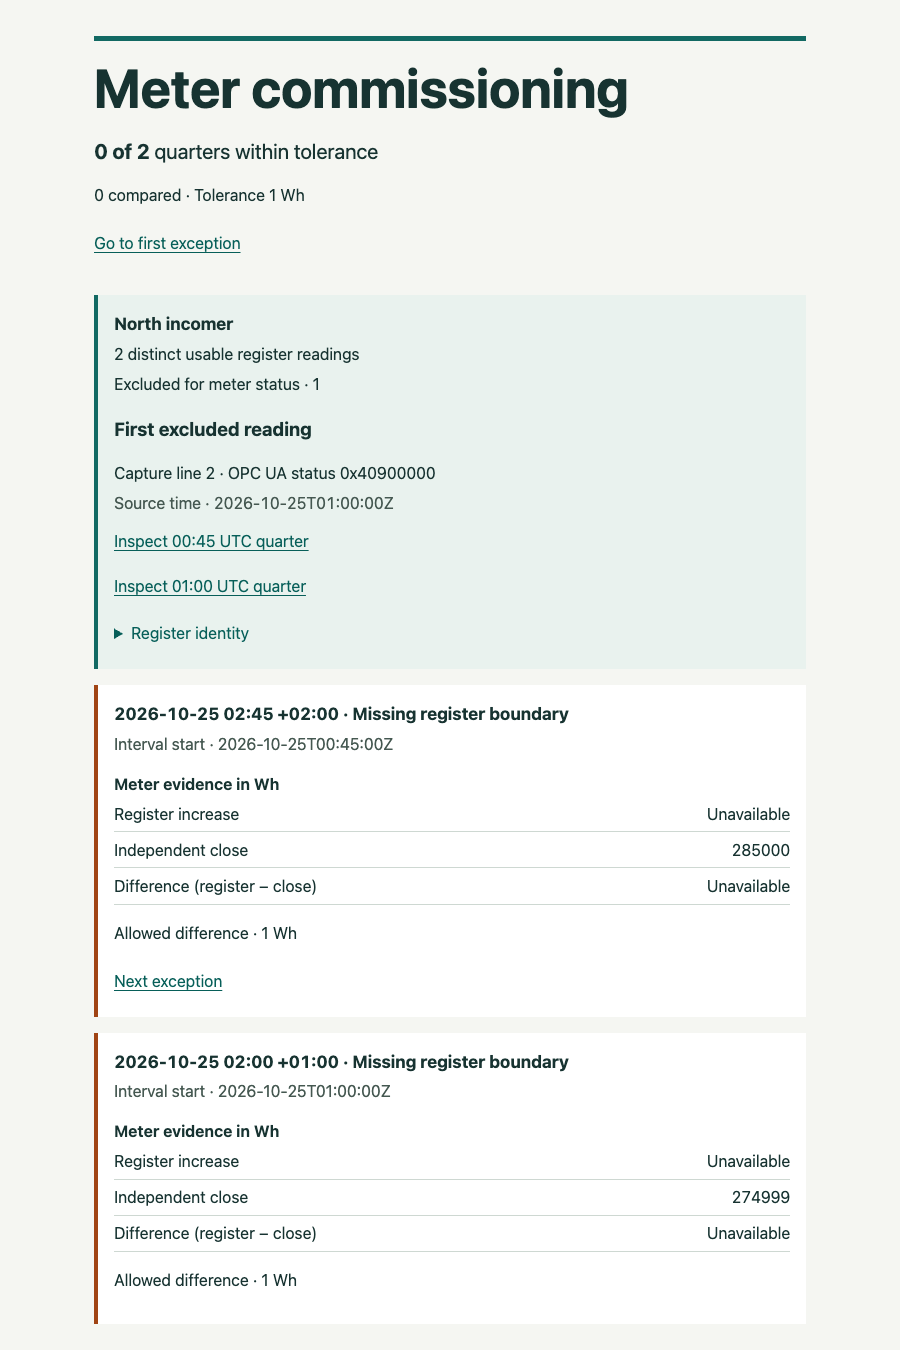 Meter commissioning
0 of 2 quarters within tolerance
0 compared · Tolerance 1 Wh
Go to first exception
North incomer
2 distinct usable register readings
Excluded for meter status · 1
First excluded reading
Capture line 2 · OPC UA status 0x40900000
Source time · 2026-10-25T01:00:00Z
Inspect 00:45 UTC quarter
Inspect 01:00 UTC quarter
▶ Register identity
2026-10-25 02:45 +02:00 · Missing register boundary
Interval start · 2026-10-25T00:45:00Z
Meter evidence in Wh
Register increase Unavailable
Independent close 285000
Difference (register – close) Unavailable
Allowed difference · 1 Wh
Next exception
2026-10-25 02:00 +01:00 · Missing register boundary
Interval start · 2026-10-25T01:00:00Z
Meter evidence in Wh
Register increase Unavailable
Independent close 274999
Difference (register – close) Unavailable
Allowed difference · 1 Wh